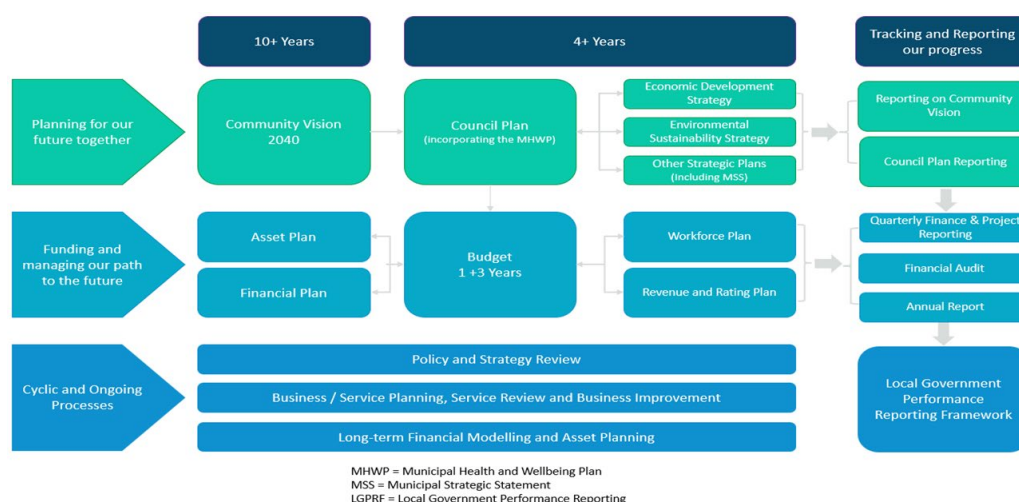 10+ Years
4+ Years
Tracking and Reporting
our progress
Planning for our
future together
Community Vision
2040
Council Plan
(incorporating the MHWP)
Economic Development
Strategy
Environmental
Sustainability Strategy
Other Strategic Plans
(Including MSS)
Reporting on Community
Vision
Council Plan Reporting
Funding and
managing our path
to the future
Asset Plan
Financial Plan
Budget
1 +3 Years
Workforce Plan
Revenue and Rating Plan
Quarterly Finance & Project
Reporting
Financial Audit
Annual Report
Cyclic and Ongoing
Processes
Policy and Strategy Review
Business / Service Planning, Service Review and Business Improvement
Long-term Financial Modelling and Asset Planning
Local Government
Performance
Reporting Framework
MHWP = Municipal Health and Wellbeing Plan
MSS = Municipal Strategic Statement
LGPRF = Local Government Performance Reporting